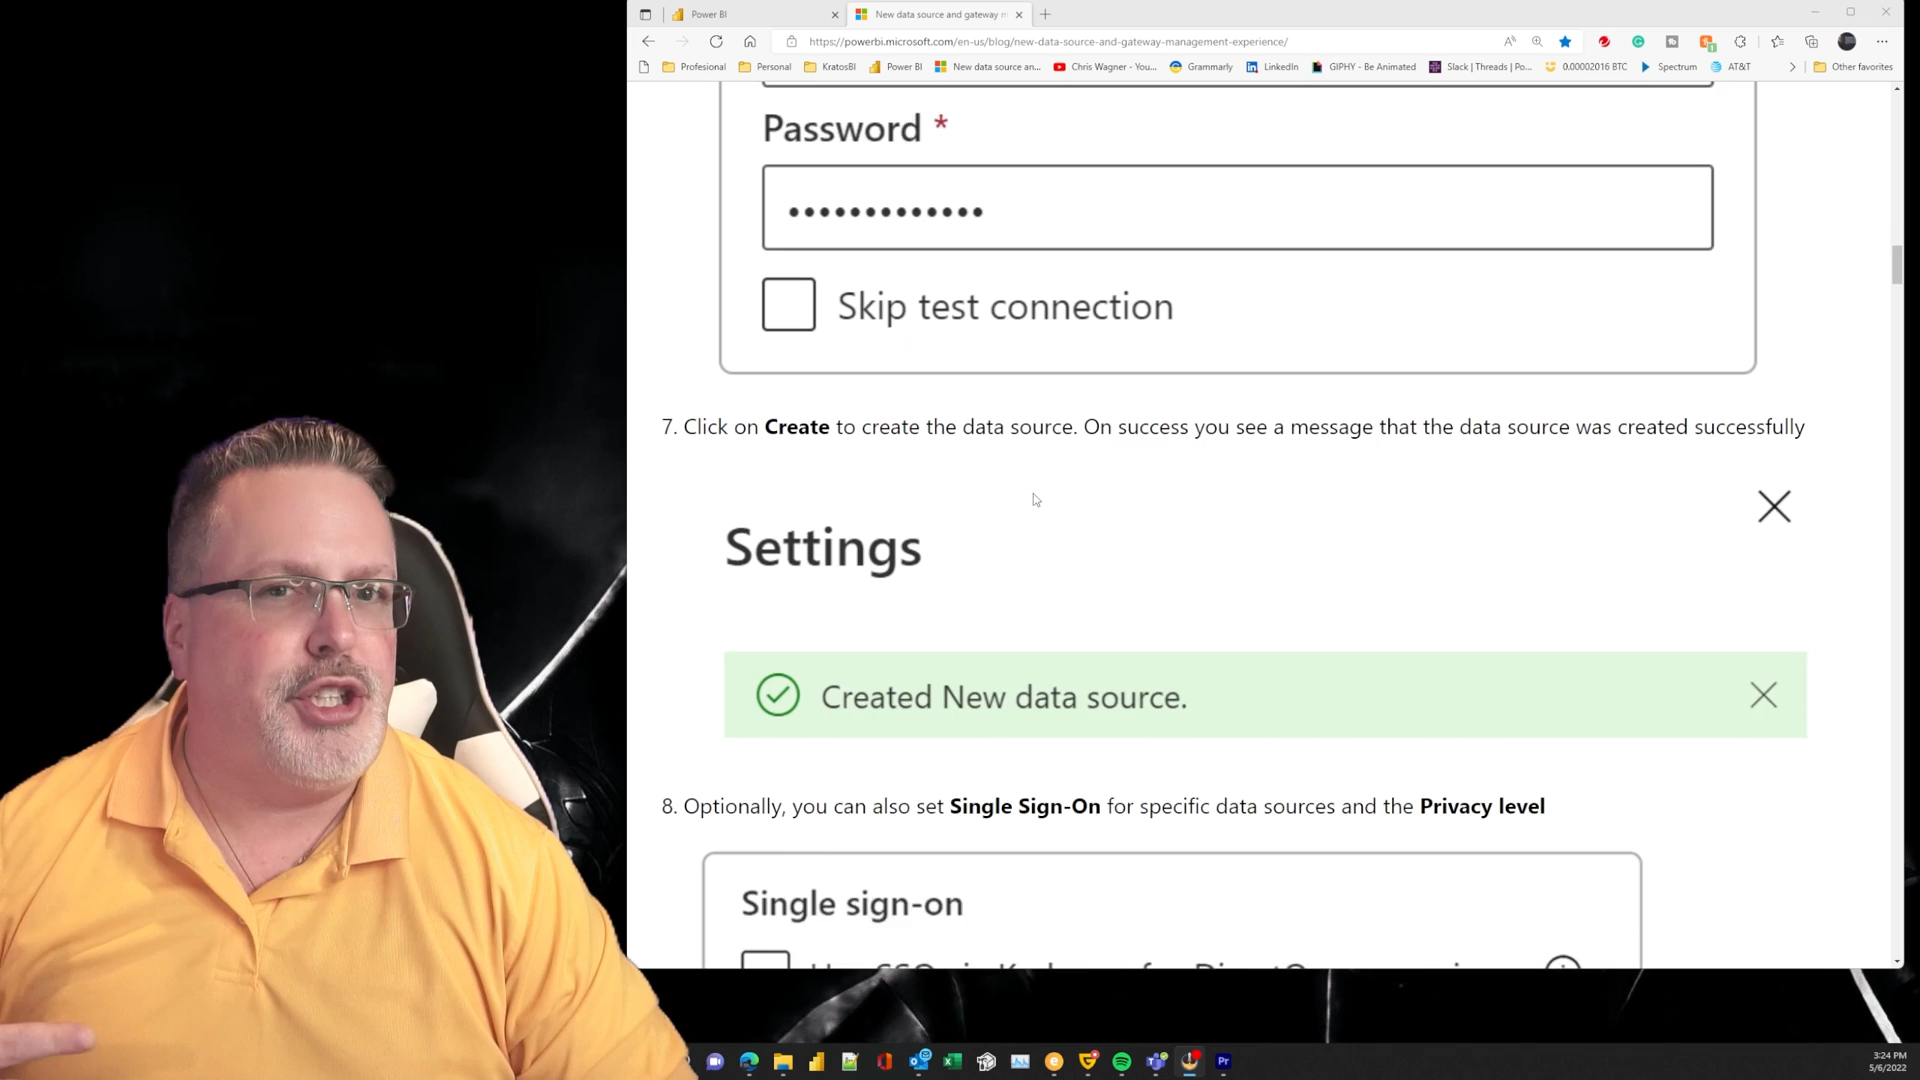 Power BI
New data source and gateway m
https://powerbi.microsoft.com/en-us/blog/new-data-source-and-gateway-management-experience/
Profesional
Personal
KratosBI
Power BI
New data source an...
Chris Wagner - You...
Grammarly
LinkedIn
GIPHY - Be Animated
Slack | Threads | Po...
0.00002016 BTC
Spectrum
AT&T
Other favorites
Password *
•••••••••••••
Skip test connection
7. Click on Create to create the data source. On success you see a message that the data source was created successfully
Settings
Created New data source.
8. Optionally, you can also set Single Sign-On for specific data sources and the Privacy level
Single sign-on
3:24 PM
5/6/2022